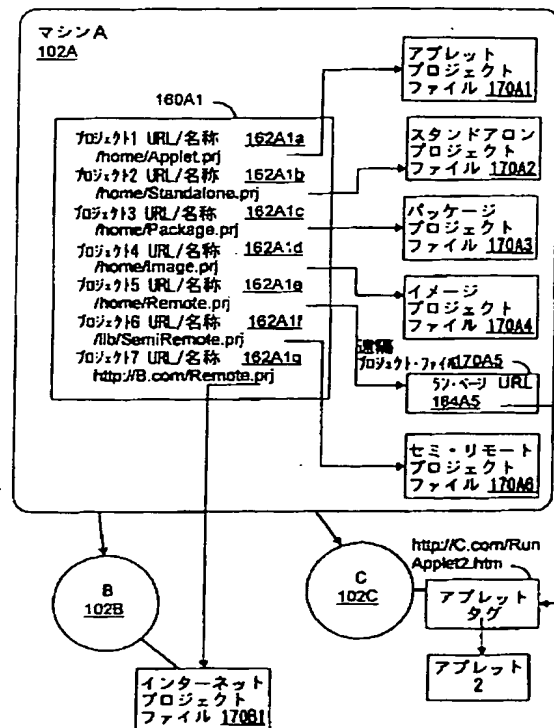 マシンA
102A
160A1
プロジェクト1 URL/名称 162A1a
/home/Applet.prj
プロジェクト2 URL/名称 162A1b
/home/Standalone.prj
プロジェクト3 URL/名称 162A1c
/home/Package.prj
プロジェクト4 URL/名称 162A1d
/home/Image.prj
プロジェクト5 URL/名称 162A1e
/home/Remote.prj
プロジェクト6 URL/名称 162A1f
/lib/SemiRemote.prj
プロジェクト7 URL/名称 162A1g
http://B.com/Remote.prj
アプレット
プロジェクト
ファイル 170A1
スタンドアロン
プロジェクト
ファイル 170A2
パッケージ
プロジェクト
ファイル 170A3
イメージ
プロジェクト
ファイル 170A4
遠隔
プロジェクト・ファイル 170A5
ラン・ページ URL
164A5
セミ・リモート
プロジェクト
ファイル 170A6
B
102B
C
102C
http://C.com/Run
Applet2.htm
アプレット
タグ
アプレット
2
インターネット
プロジェクト
ファイル 170B1